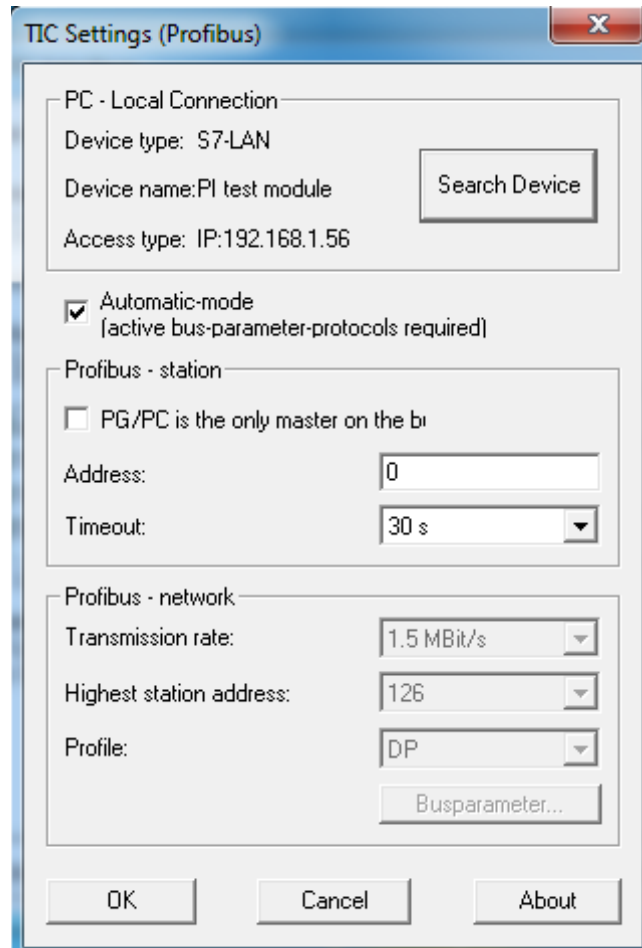 TIC Settings (Profibus)
PC - Local Connection
Device type: S7-LAN
Device name:PI test module
Search Device
Access type: IP:192.168.1.56
Automatic-mode
(active bus-parameter-protocols required)
Profibus - station
PG/PC is the only master on the bu
Address: 0
Timeout: 30 s
Profibus - network
Transmission rate: 1.5 MBit/s
Highest station address: 126
Profile: DP
Busparameter...
OK Cancel About